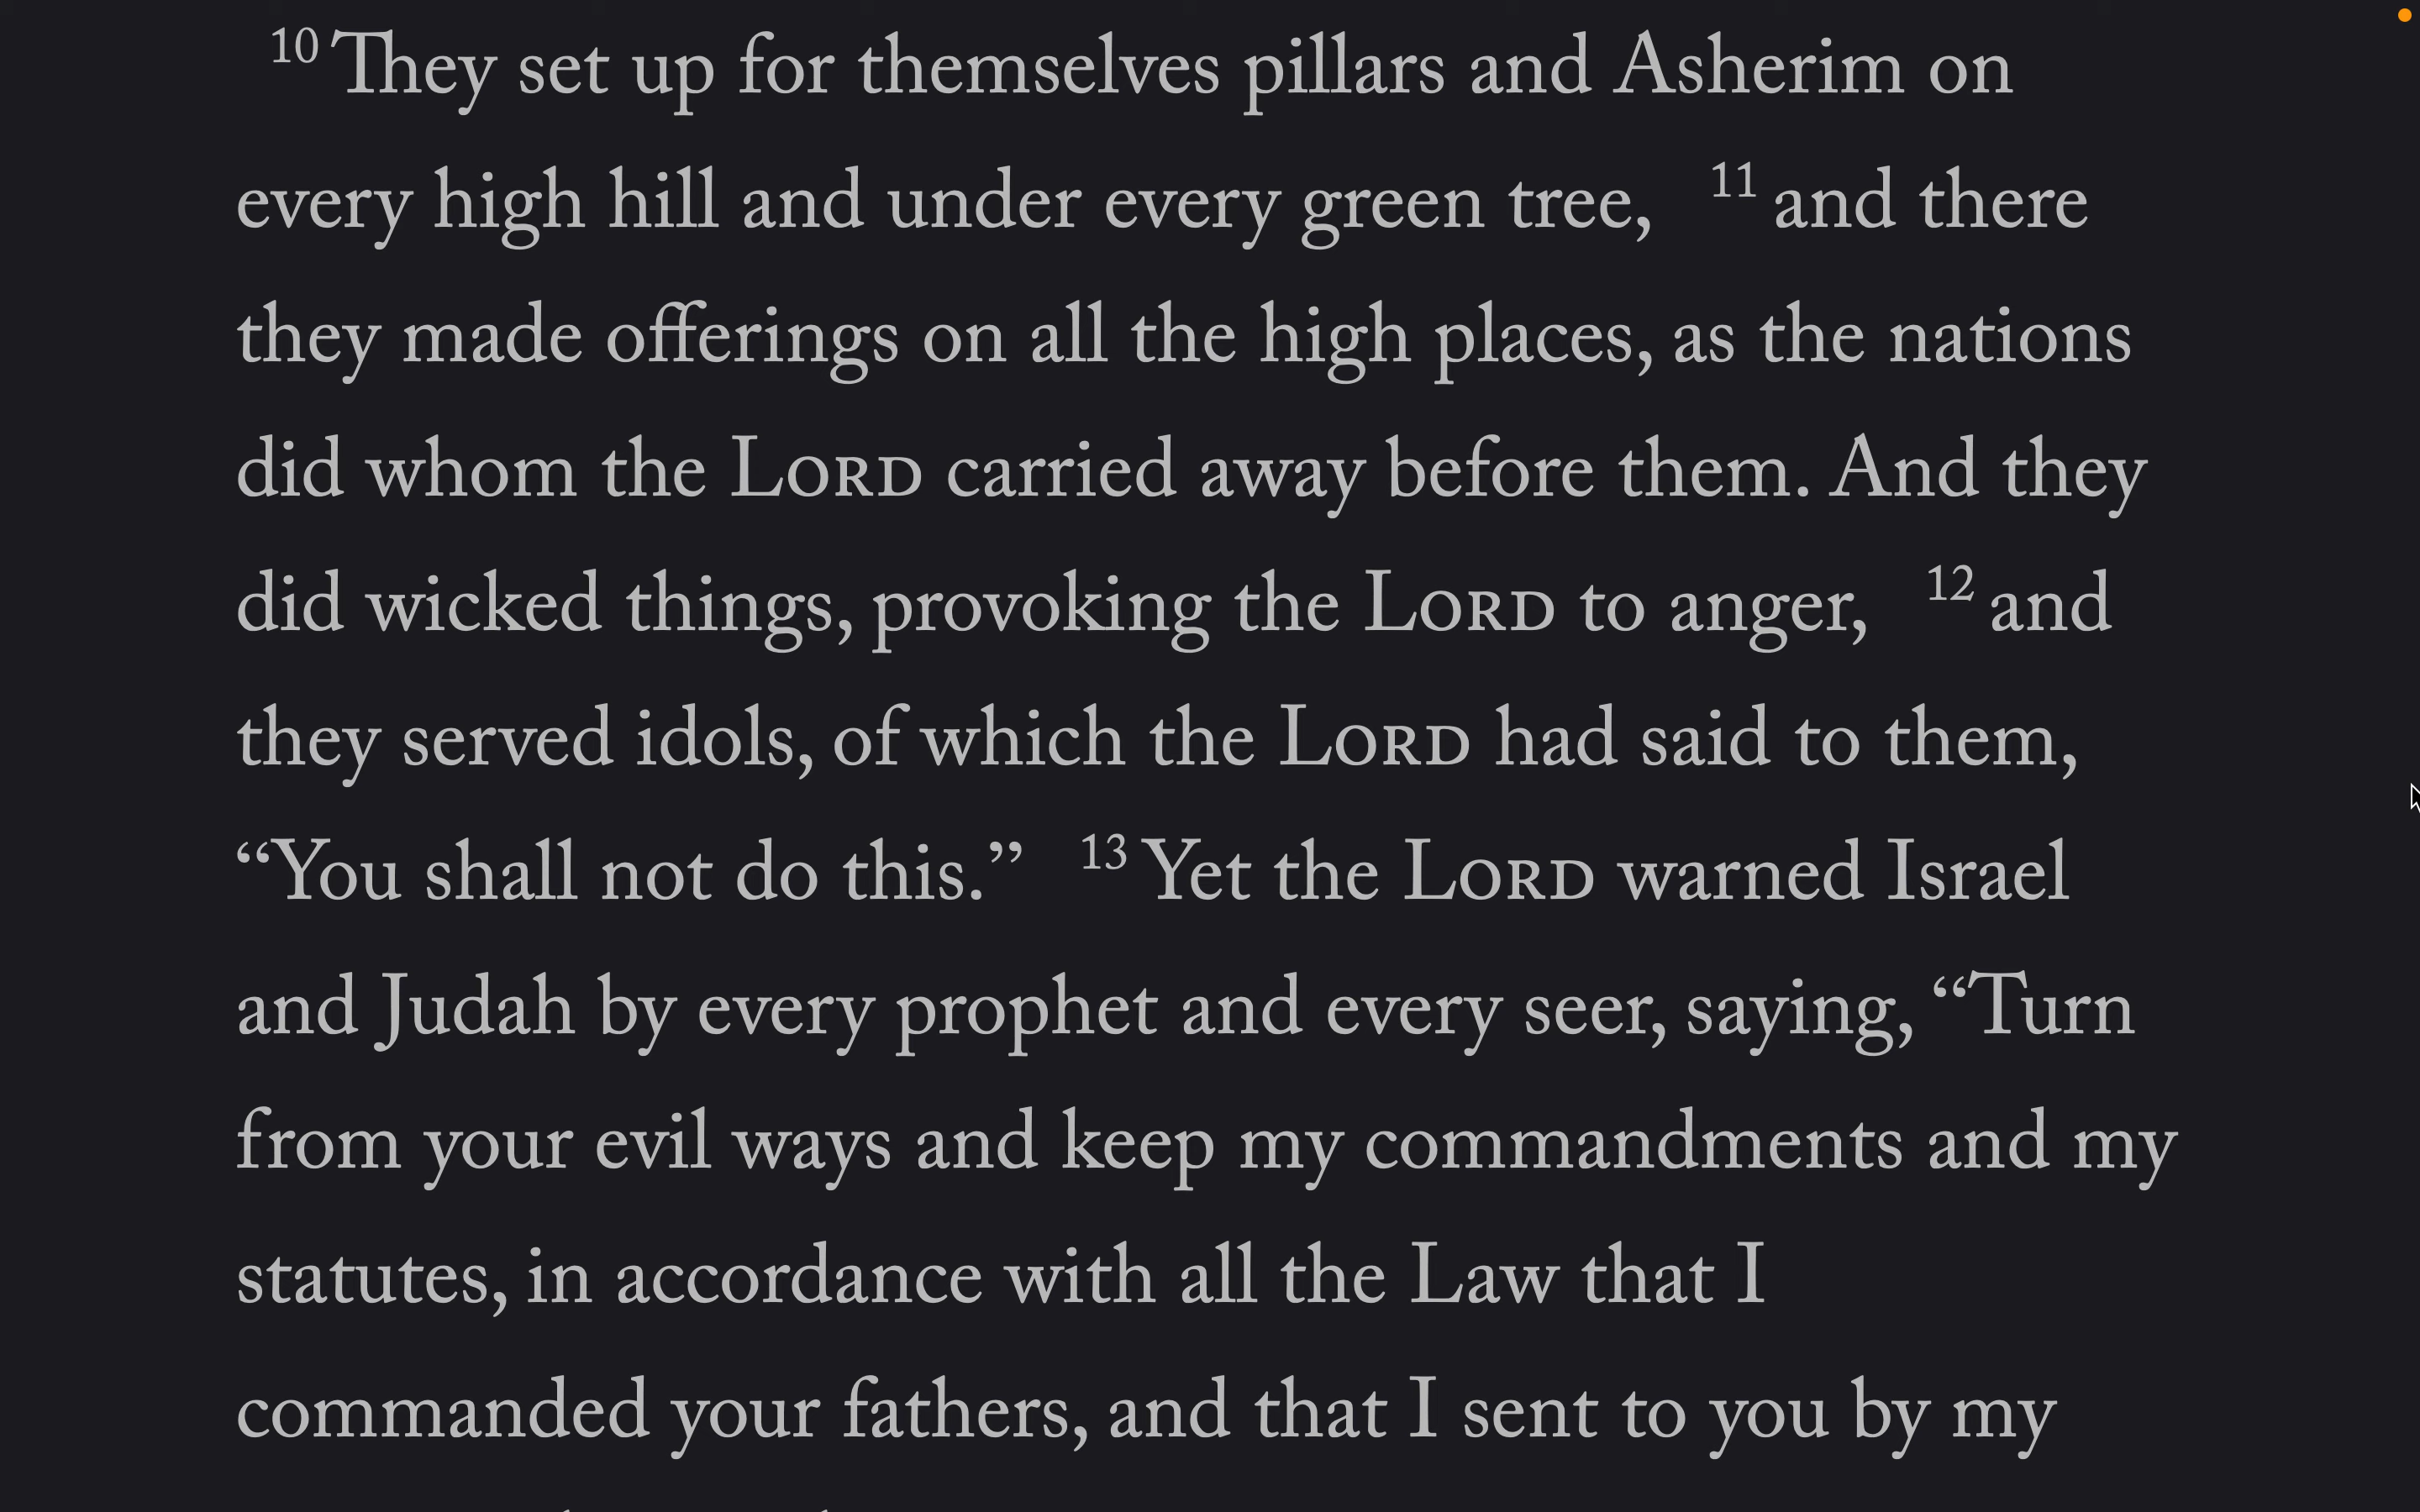 10 They set up for themselves pillars and Asherim on
every high hill and under every green tree, 11 and there
they made offerings on all the high places, as the nations
did whom the LORD carried away before them. And they
did wicked things, provoking the LORD to anger, 12 and
they served idols, of which the LORD had said to them,
“You shall not do this.” 13 Yet the LORD warned Israel
and Judah by every prophet and every seer, saying, “Turn
from your evil ways and keep my commandments and my
statutes, in accordance with all the Law that I
commanded your fathers, and that I sent to you by my